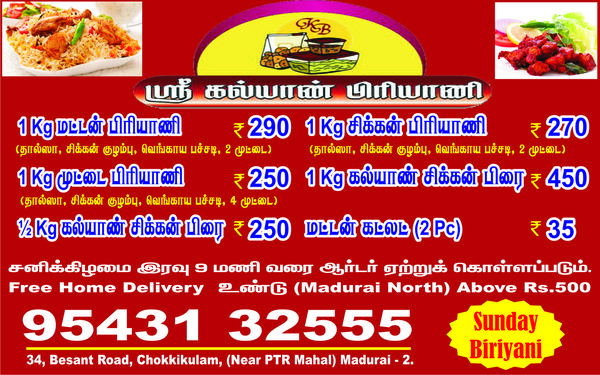 KKB
ஸ்ரீ கல்யாண் பிரியாணி
1 Kg மட்டன் பிரியாணி ₹ 290
(தால்ஸா, சிக்கன் குழம்பு, வெங்காய பச்சடி, 2 முட்டை)
1 Kg சிக்கன் பிரியாணி ₹ 270
(தால்ஸா, சிக்கன் குழம்பு, வெங்காய பச்சடி, 2 முட்டை)
1 Kg முட்டை பிரியாணி ₹ 250
(தால்ஸா, சிக்கன் குழம்பு, வெங்காய பச்சடி, 4 முட்டை)
1 Kg கல்யாண் சிக்கன் பிரை ₹ 450
½ Kg கல்யாண் சிக்கன் பிரை ₹ 250
மட்டன் கட்லட் (2 Pc) ₹ 35
சனிக்கிழமை இரவு 9 மணி வரை ஆர்டர் ஏற்றுக் கொள்ளப்படும்.
Free Home Delivery உண்டு (Madurai North) Above Rs.500
95431 32555
34, Besant Road, Chokkikulam, (Near PTR Mahal) Madurai - 2.
Sunday
Biriyani